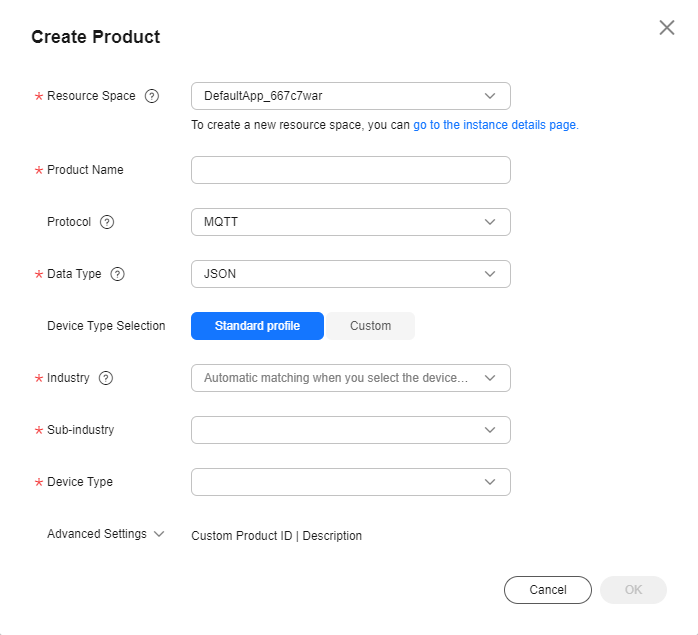 Create Product
* Resource Space ? DefaultApp_667c7war
To create a new resource space, you can go to the instance details page.
* Product Name
Protocol ? MQTT
* Data Type ? JSON
Device Type Selection Standard profile Custom
* Industry ? Automatic matching when you select the device...
* Sub-industry
* Device Type
Advanced Settings Custom Product ID | Description
Cancel OK